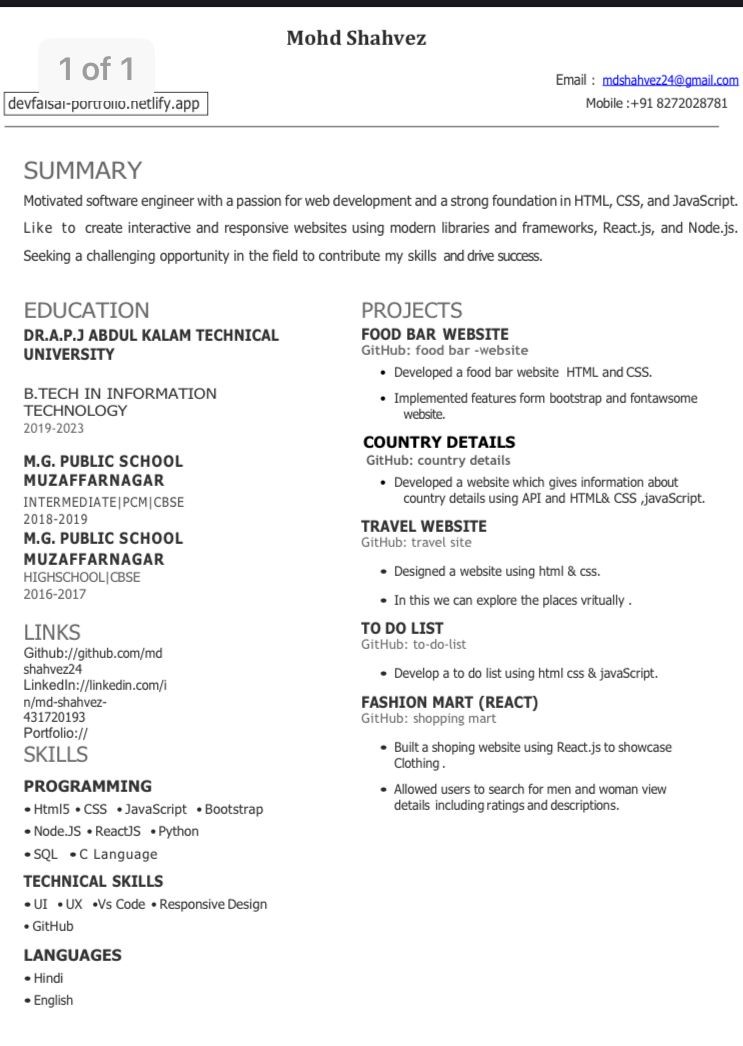 Mohd Shahvez
1 of 1
Email : mdshahvez24@gmail.com
devfaisal-portfolio.netlify.app
Mobile :+91 8272028781
SUMMARY
Motivated software engineer with a passion for web development and a strong foundation in HTML, CSS, and JavaScript.
Like to create interactive and responsive websites using modern libraries and frameworks, React.js, and Node.js.
Seeking a challenging opportunity in the field to contribute my skills and drive success.
EDUCATION
DR.A.P.J ABDUL KALAM TECHNICAL
UNIVERSITY
B.TECH IN INFORMATION
TECHNOLOGY
2019-2023
M.G. PUBLIC SCHOOL
MUZAFFARNAGAR
INTERMEDIATE|PCM|CBSE
2018-2019
M.G. PUBLIC SCHOOL
MUZAFFARNAGAR
HIGHSCHOOL|CBSE
2016-2017
LINKS
Github://github.com/md
shahvez24
LinkedIn://linkedin.com/i
n/md-shahvez-
431720193
Portfolio://
SKILLS
PROGRAMMING
• Html5 • CSS • JavaScript • Bootstrap
• Node.JS • ReactJS • Python
• SQL • C Language
TECHNICAL SKILLS
• UI • UX •Vs Code • Responsive Design
• GitHub
LANGUAGES
• Hindi
• English
PROJECTS
FOOD BAR WEBSITE
GitHub: food bar -website
• Developed a food bar website HTML and CSS.
• Implemented features form bootstrap and fontawsome
website.
COUNTRY DETAILS
GitHub: country details
• Developed a website which gives information about
country details using API and HTML& CSS ,javaScript.
TRAVEL WEBSITE
GitHub: travel site
• Designed a website using html & css.
• In this we can explore the places vritually .
TO DO LIST
GitHub: to-do-list
• Develop a to do list using html css & javaScript.
FASHION MART (REACT)
GitHub: shopping mart
• Built a shoping website using React.js to showcase
Clothing .
• Allowed users to search for men and woman view
details including ratings and descriptions.